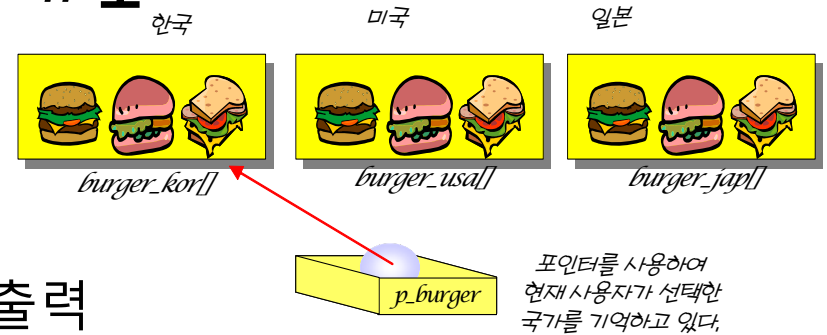 한국
미국
일본
burger_kor[]
burger_usa[]
burger_jap[]
p_burger
포인터를 사용하여
현재 사용자가 선택한
국가를 기억하고 있다.
출력